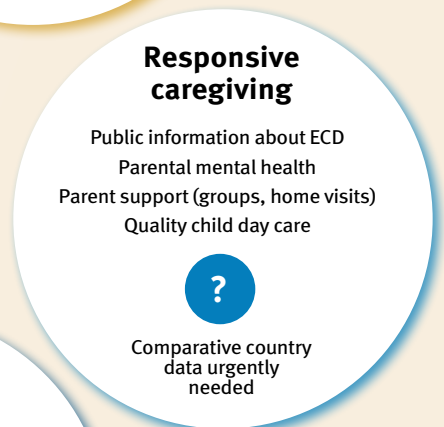 Responsive
caregiving
Public information about ECD
Parental mental health
Parent support (groups, home visits)
Quality child day care
?
Comparative country
data urgently
needed